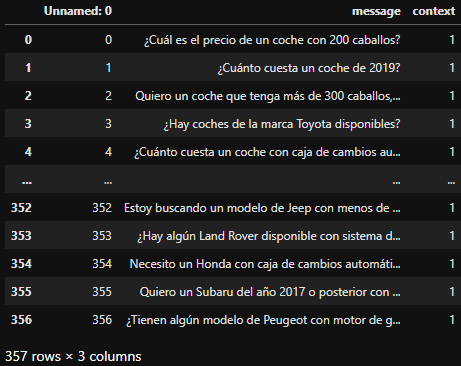 Unnamed: 0 message context
0 0 ¿Cuál es el precio de un coche con 200 caballos? 1
1 1 ¿Cuánto cuesta un coche de 2019? 1
2 2 Quiero un coche que tenga más de 300 caballos,... 1
3 3 ¿Hay coches de la marca Toyota disponibles? 1
4 4 ¿Cuánto cuesta un coche con caja de cambios au... 1
... ... ... ...
352 352 Estoy buscando un modelo de Jeep con menos de ... 1
353 353 ¿Hay algún Land Rover disponible con sistema d... 1
354 354 Necesito un Honda con caja de cambios automáti... 1
355 355 Quiero un Subaru del año 2017 o posterior con ... 1
356 356 ¿Tienen algún modelo de Peugeot con motor de g... 1
357 rows × 3 columns